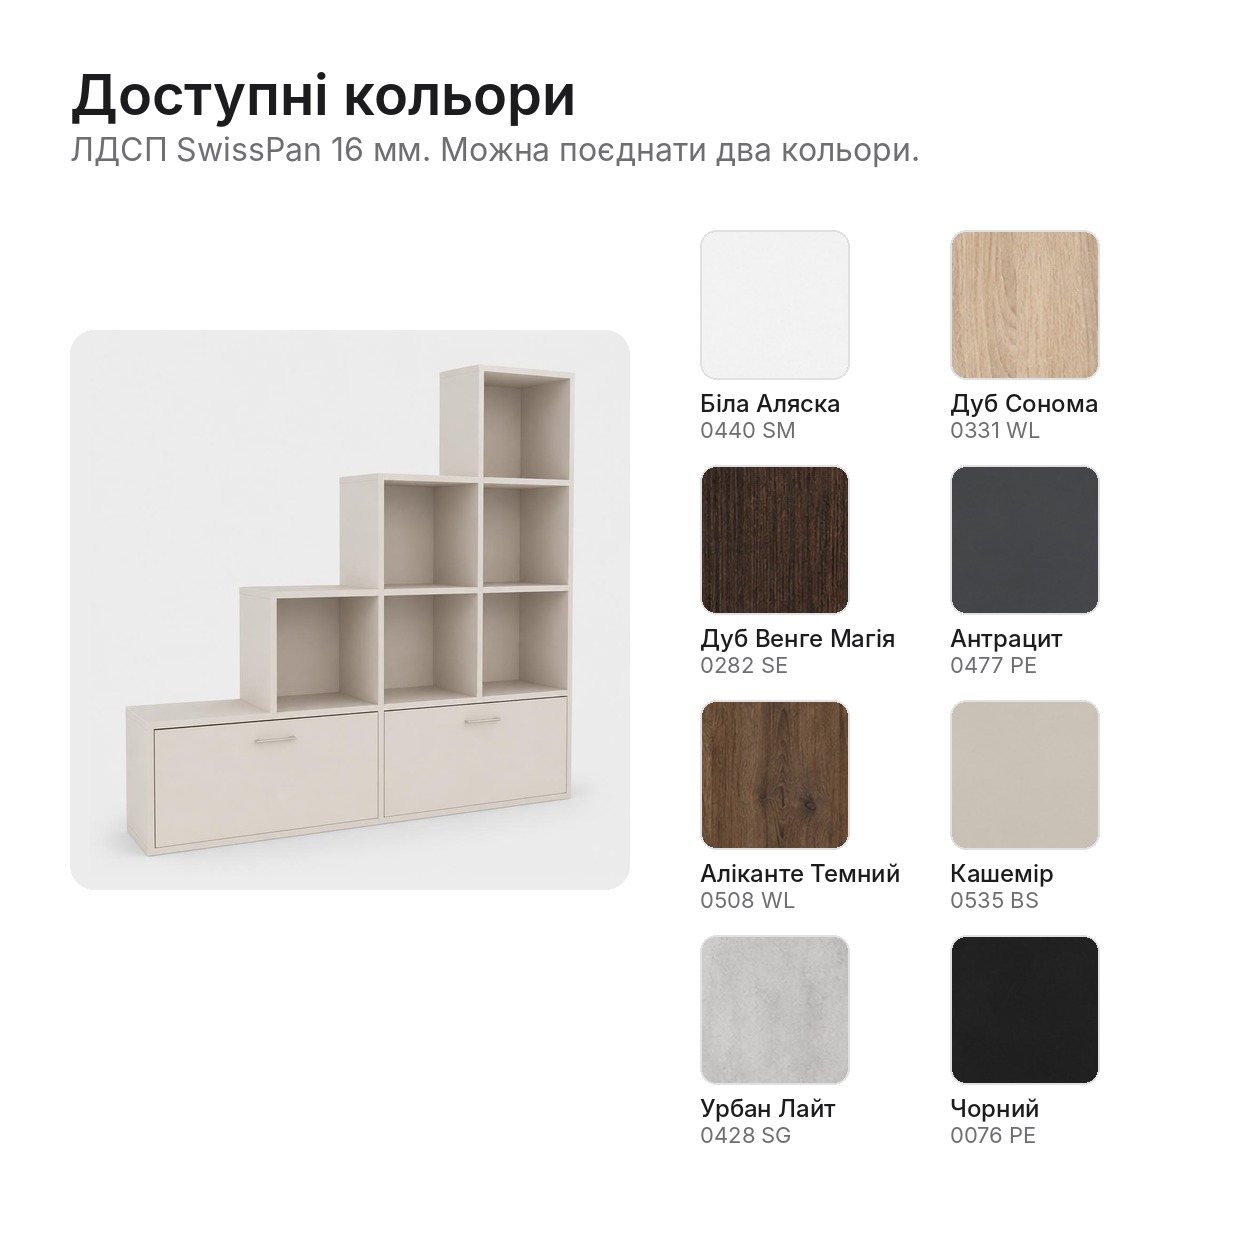 Доступні кольори
ЛДСП SwissPan 16 мм. Можна поєднати два кольори.
Біла Аляска
0440 SM
Дуб Сонома
0331 WL
Дуб Венге Магія
0282 SE
Антрацит
0477 PE
Аліканте Темний
0508 WL
Кашемір
0535 BS
Урбан Лайт
0428 SG
Чорний
0076 PE